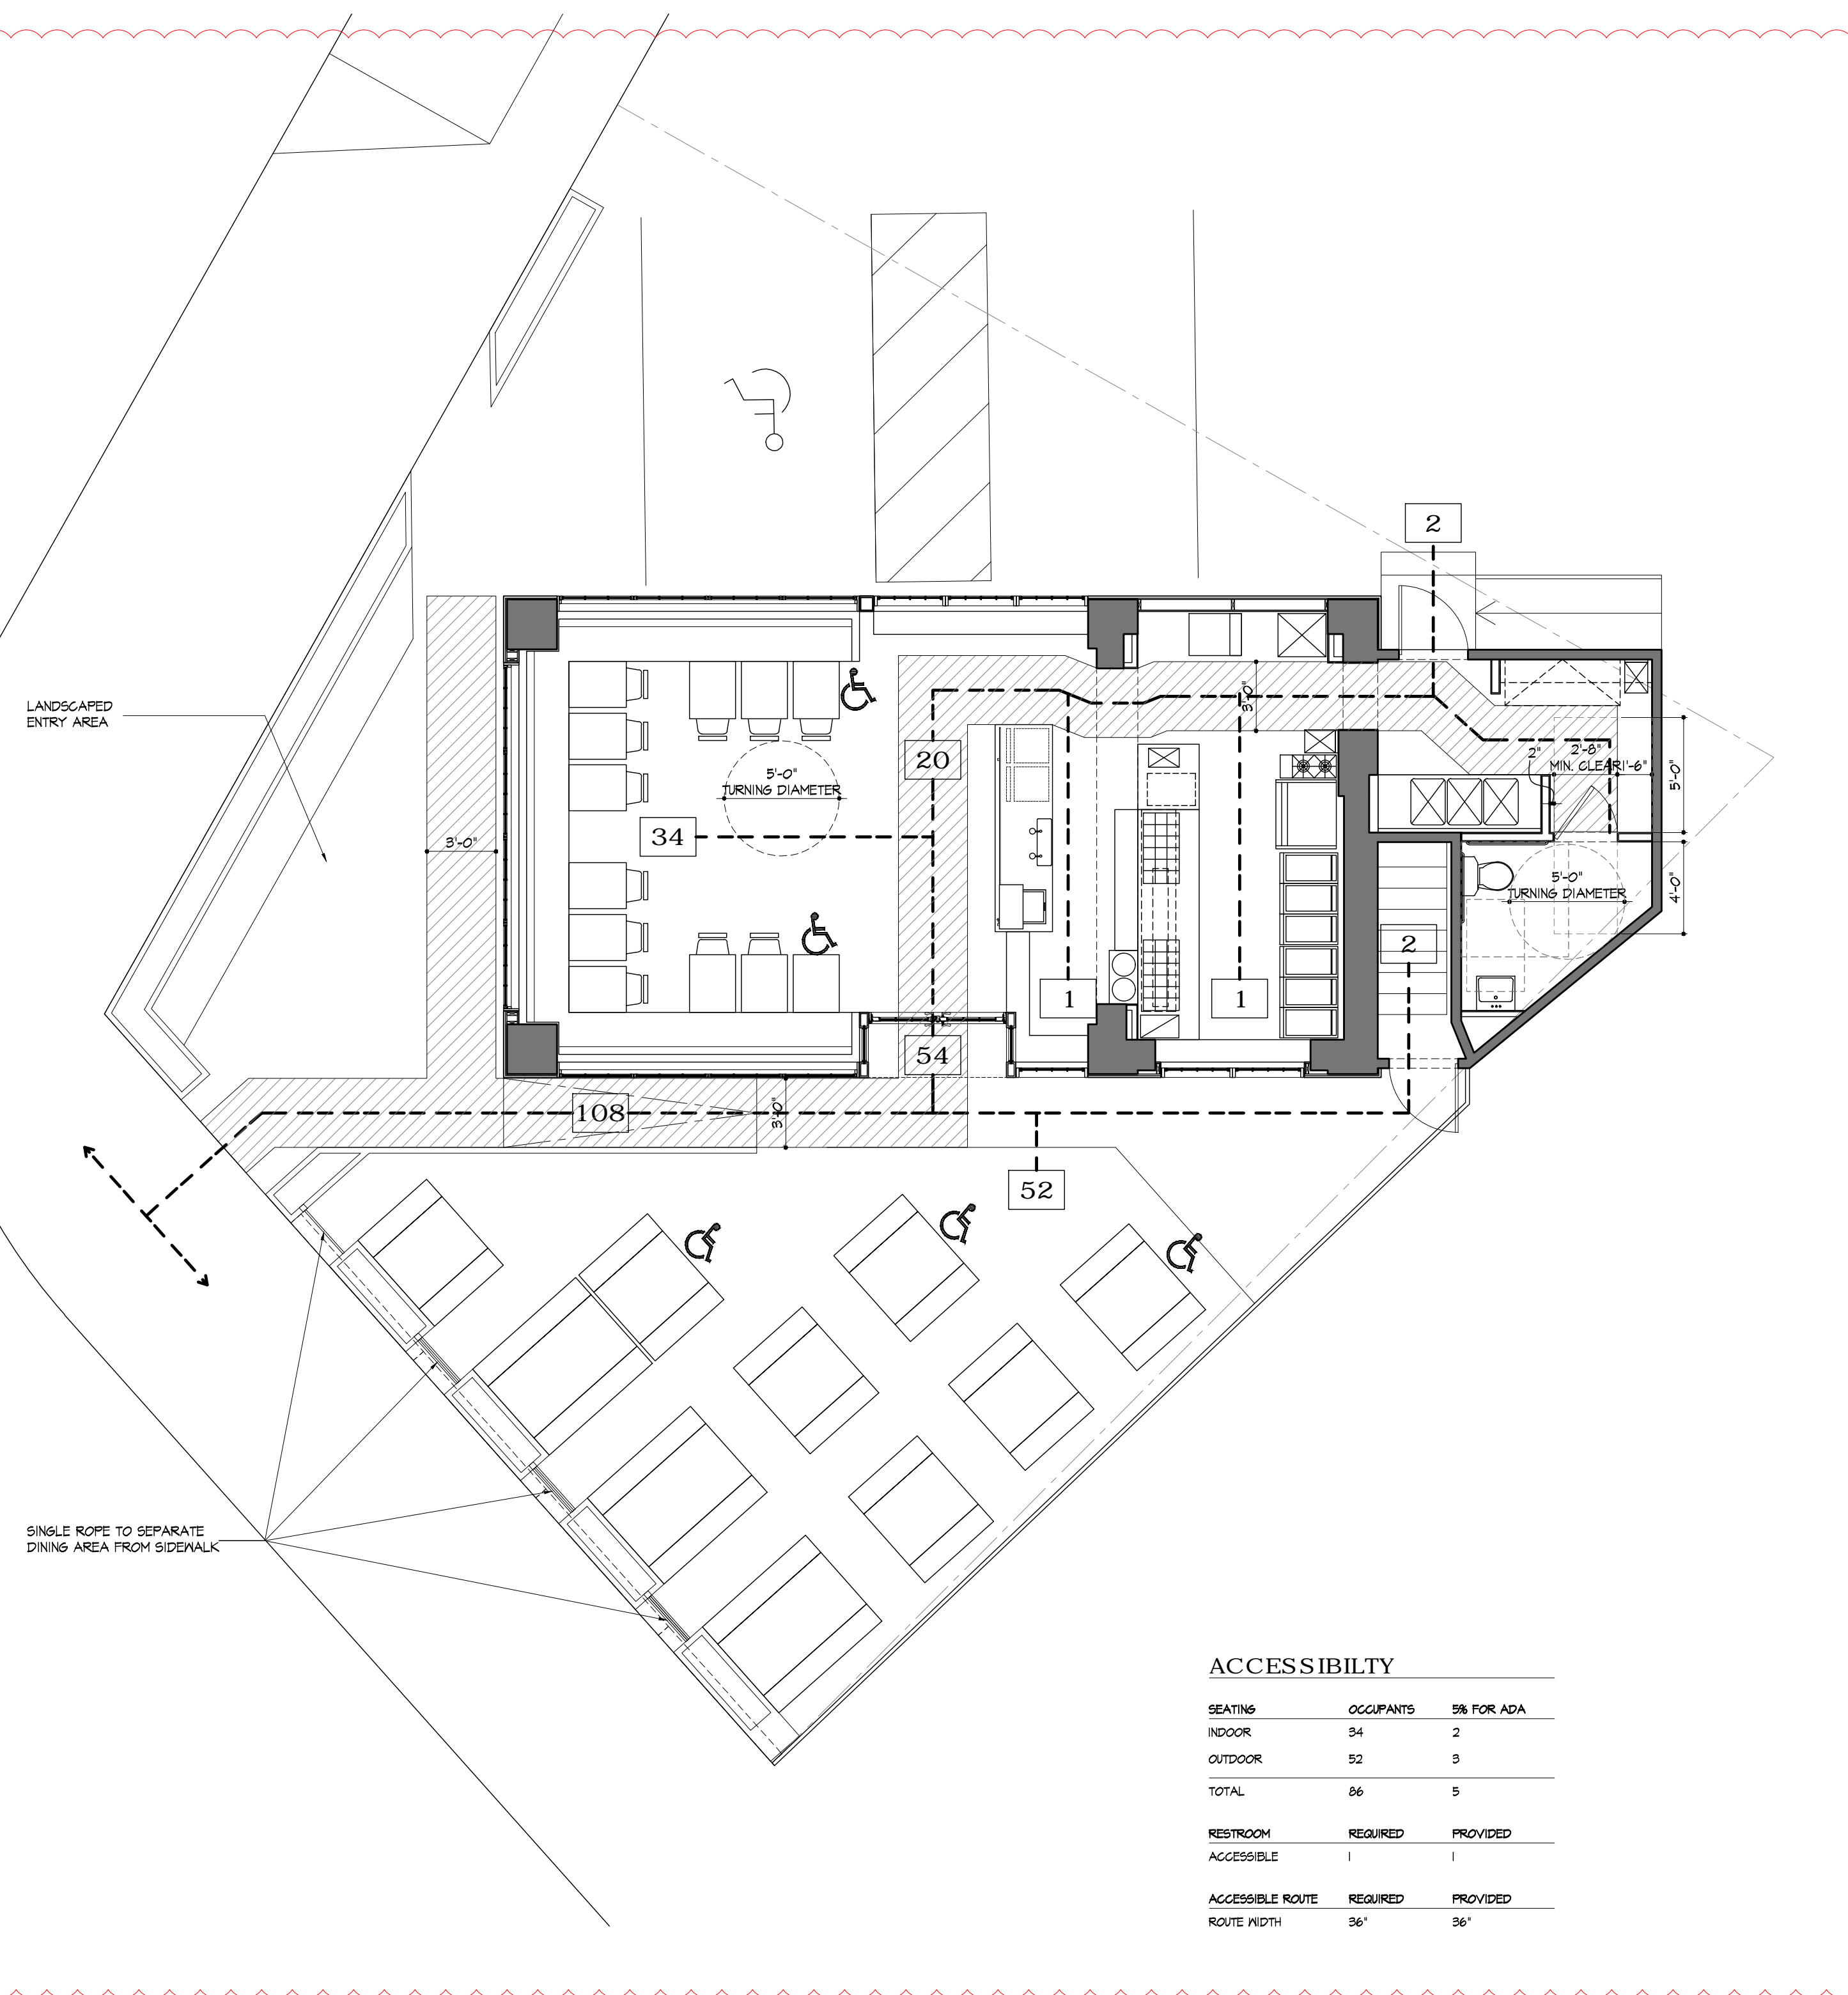 2
LANDSCAPED
ENTRY AREA
3'-0"
20
5'-0"
TURNING DIAMETER
34
3'-0"
2"
2'-8"
MIN. CLEAR
1'-6"
5'-0"
5'-0"
TURNING DIAMETER
4'-0"
2
1
1
54
108
3'-0"
52
SINGLE ROPE TO SEPARATE
DINING AREA FROM SIDEWALK
ACCESSIBILTY
SEATING OCCUPANTS 5% FOR ADA
INDOOR 34 2
OUTDOOR 52 3
TOTAL 86 5
RESTROOM REQUIRED PROVIDED
ACCESSIBLE 1 1
ACCESSIBLE ROUTE REQUIRED PROVIDED
ROUTE WIDTH 36" 36"